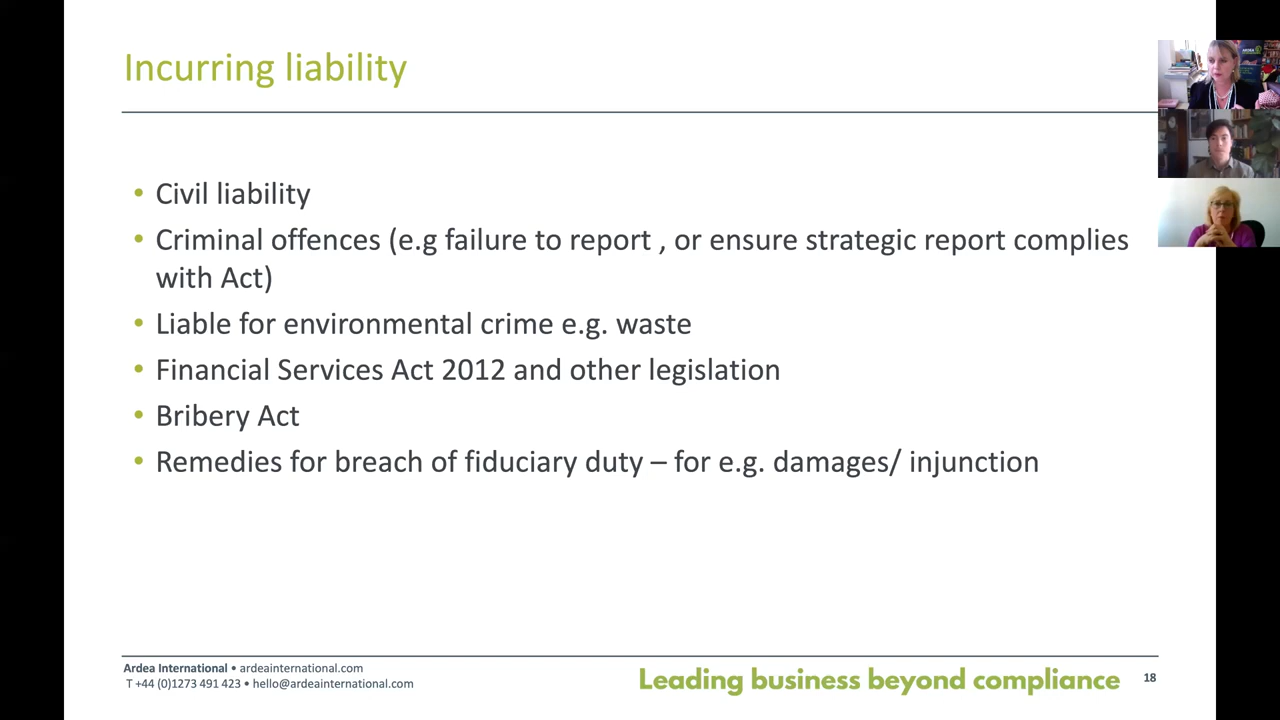 Incurring liability
• Civil liability
• Criminal offences (e.g failure to report , or ensure strategic report complies
with Act)
• Liable for environmental crime e.g. waste
• Financial Services Act 2012 and other legislation
• Bribery Act
• Remedies for breach of fiduciary duty – for e.g. damages/ injunction
Ardea International • ardeainternational.com
T +44 (0)1273 491 423 • hello@ardeainternational.com
Leading business beyond compliance
18
ARDEA